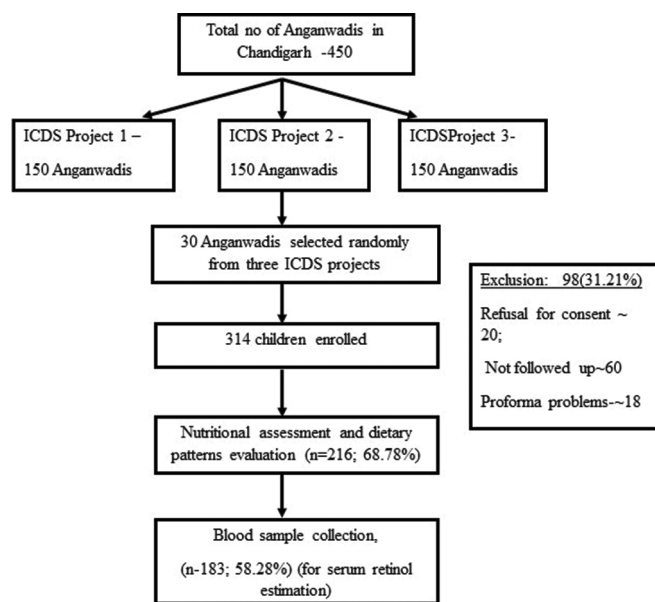 Total no of Anganwadis in
Chandigarh -450
ICDS Project 1 –
150 Anganwadis
ICDS Project 2 -
150 Anganwadis
ICDSProject 3-
150 Anganwadis
30 Anganwadis selected randomly
from three ICDS projects
314 children enrolled
Exclusion: 98(31.21%)
Refusal for consent ~
20;
Not followed up~60
Proforma problems-~18
Nutritional assessment and dietary
patterns evaluation (n=216; 68.78%)
Blood sample collection,
(n-183; 58.28%) (for serum retinol
estimation)